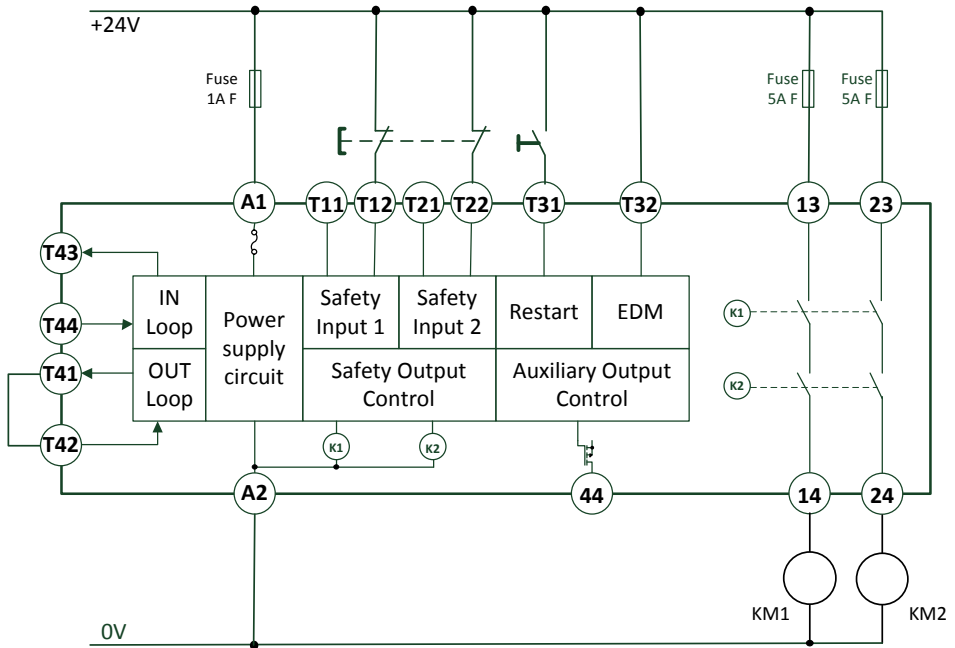 +24V
Fuse
1A F
Fuse
5A F
Fuse
5A F
A1
T11
T12
T21
T22
T31
T32
13
23
T43
T44
T41
T42
IN
Loop
OUT
Loop
Power
supply
circuit
Safety
Input 1
Safety
Input 2
Restart
EDM
Safety Output
Control
Auxiliary Output
Control
K1
K2
K1
K2
A2
44
14
24
KM1
KM2
0V